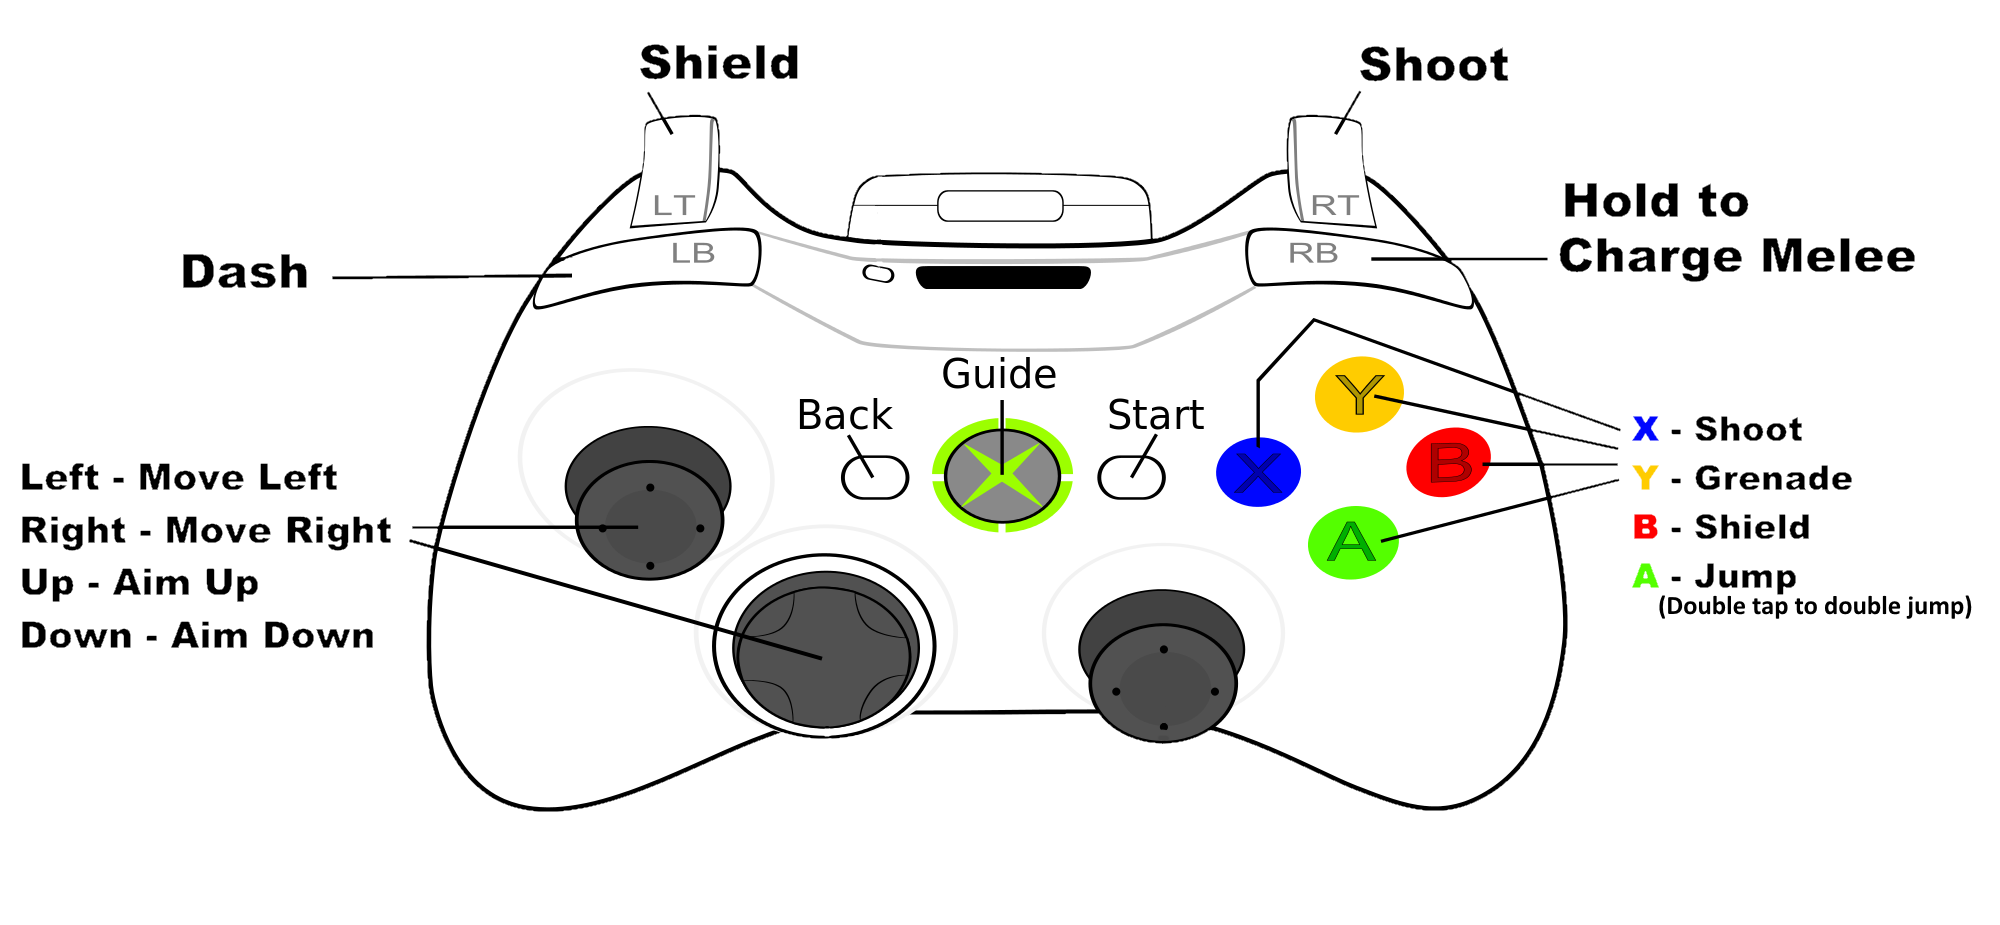 Shield
Shoot
LT
RT
Hold to
Charge Melee
LB
RB
Dash
Guide
Back
Start
Y
X
B
A
Left - Move Left
Right - Move Right
Up - Aim Up
Down - Aim Down
X - Shoot
Y - Grenade
B - Shield
A - Jump
(Double tap to double jump)